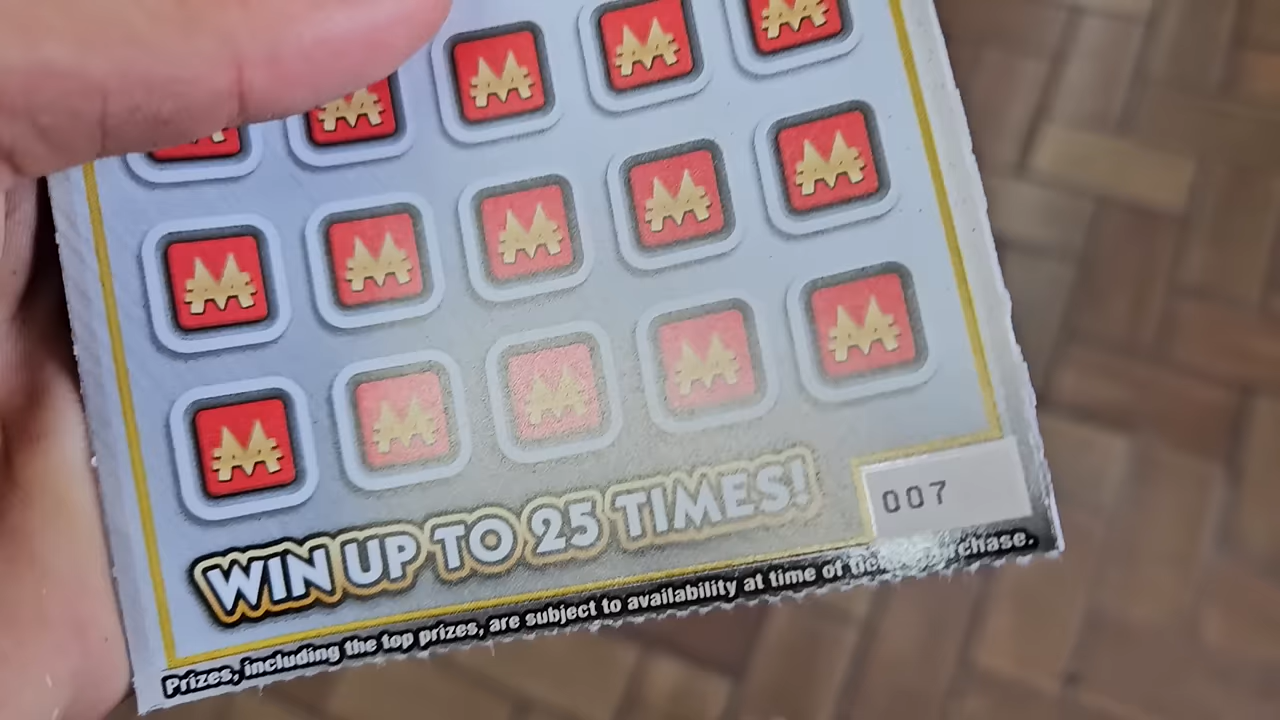 007
WIN UP TO 25 TIMES!
Prizes, including the top prizes, are subject to availability at time of ticket purchase.